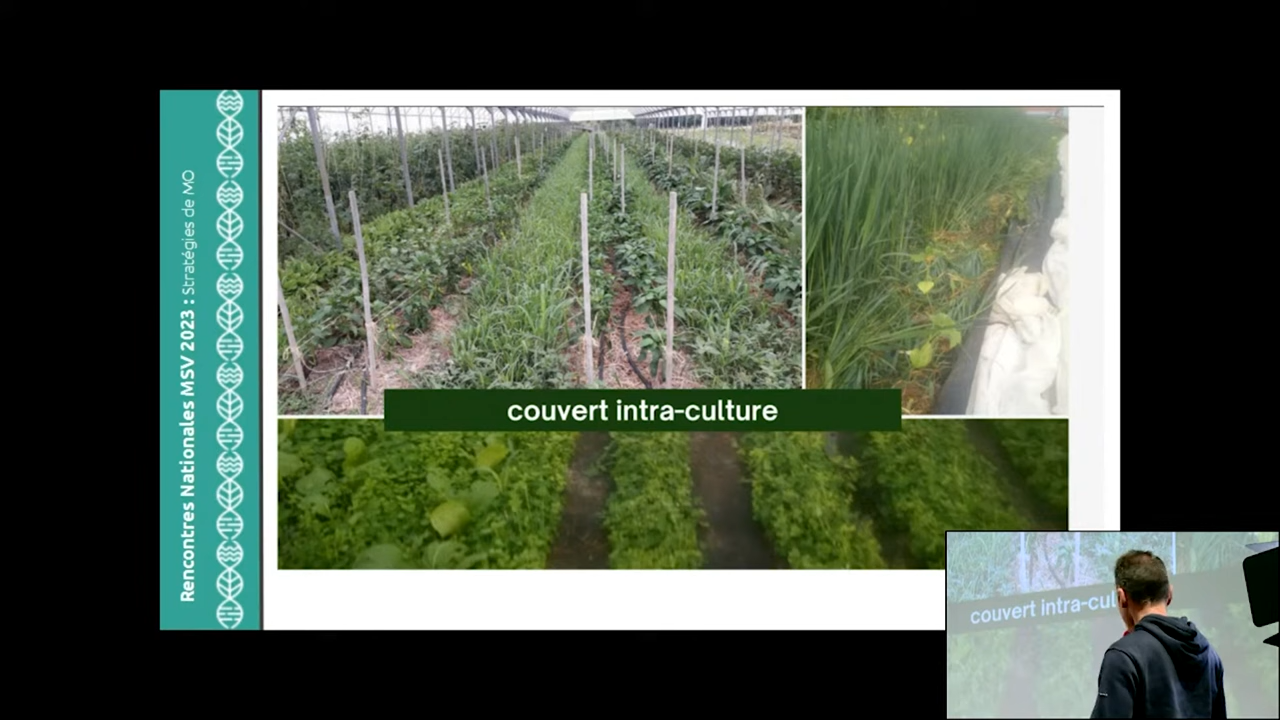 Rencontres Nationales MSV 2023 : Stratégies de MO
couvert intra-culture
couvert intra-cul